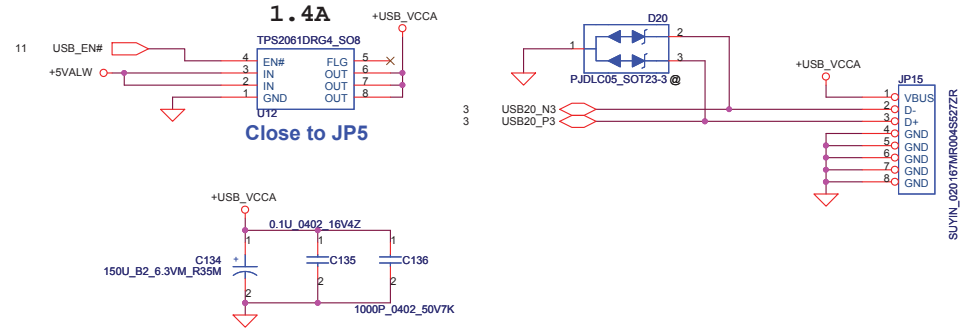 1.4A
+USB_VCCA
TPS2061DRG4_SO8
11 USB_EN#
+5VALW
4 EN# FLG 5
3 IN OUT 6
2 IN OUT 7
1 GND OUT 8
U12
Close to JP5
D20
1
2
3
PJDLC05_SOT23-3 @
3 USB20_N3
3 USB20_P3
+USB_VCCA
JP15
1 VBUS
2 D-
3 D+
4 GND
5 GND
6 GND
7 GND
8 GND
SUYIN_020167MR004S527ZR
+USB_VCCA
0.1U_0402_16V4Z
1 1 1
+ C134 C135 C136
150U_B2_6.3VM_R35M
2 2 2
1000P_0402_50V7K